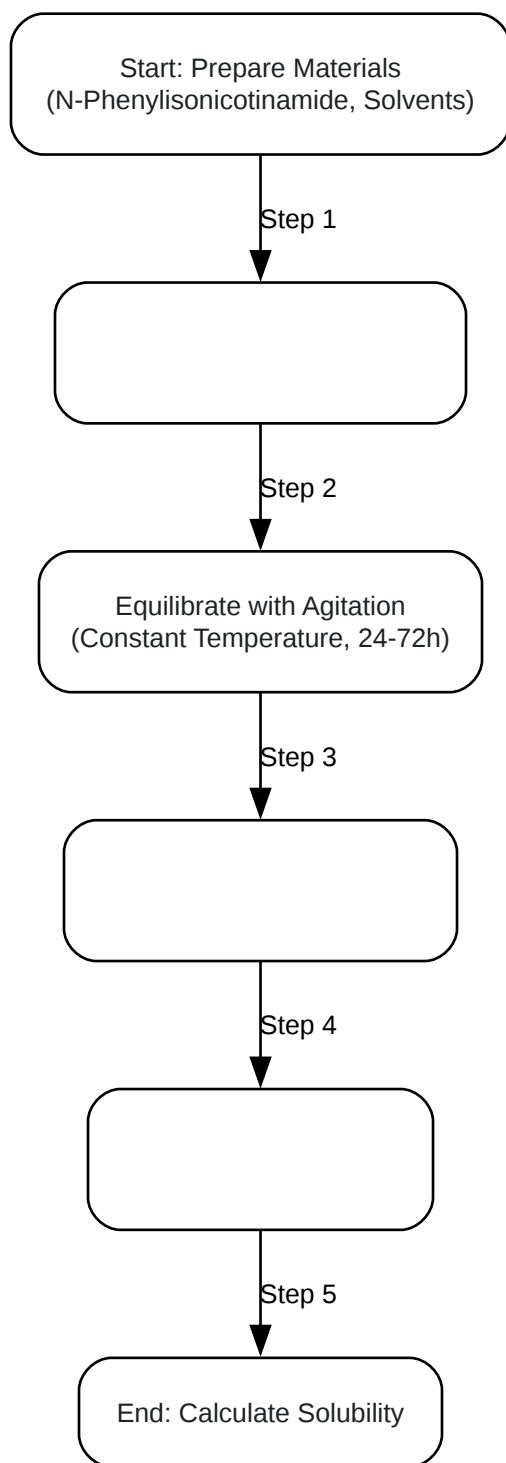 Start: Prepare Materials
(N-Phenylisonicotinamide, Solvents)
Step 1
Step 2
Equilibrate with Agitation
(Constant Temperature, 24-72h)
Step 3
Step 4
Step 5
End: Calculate Solubility